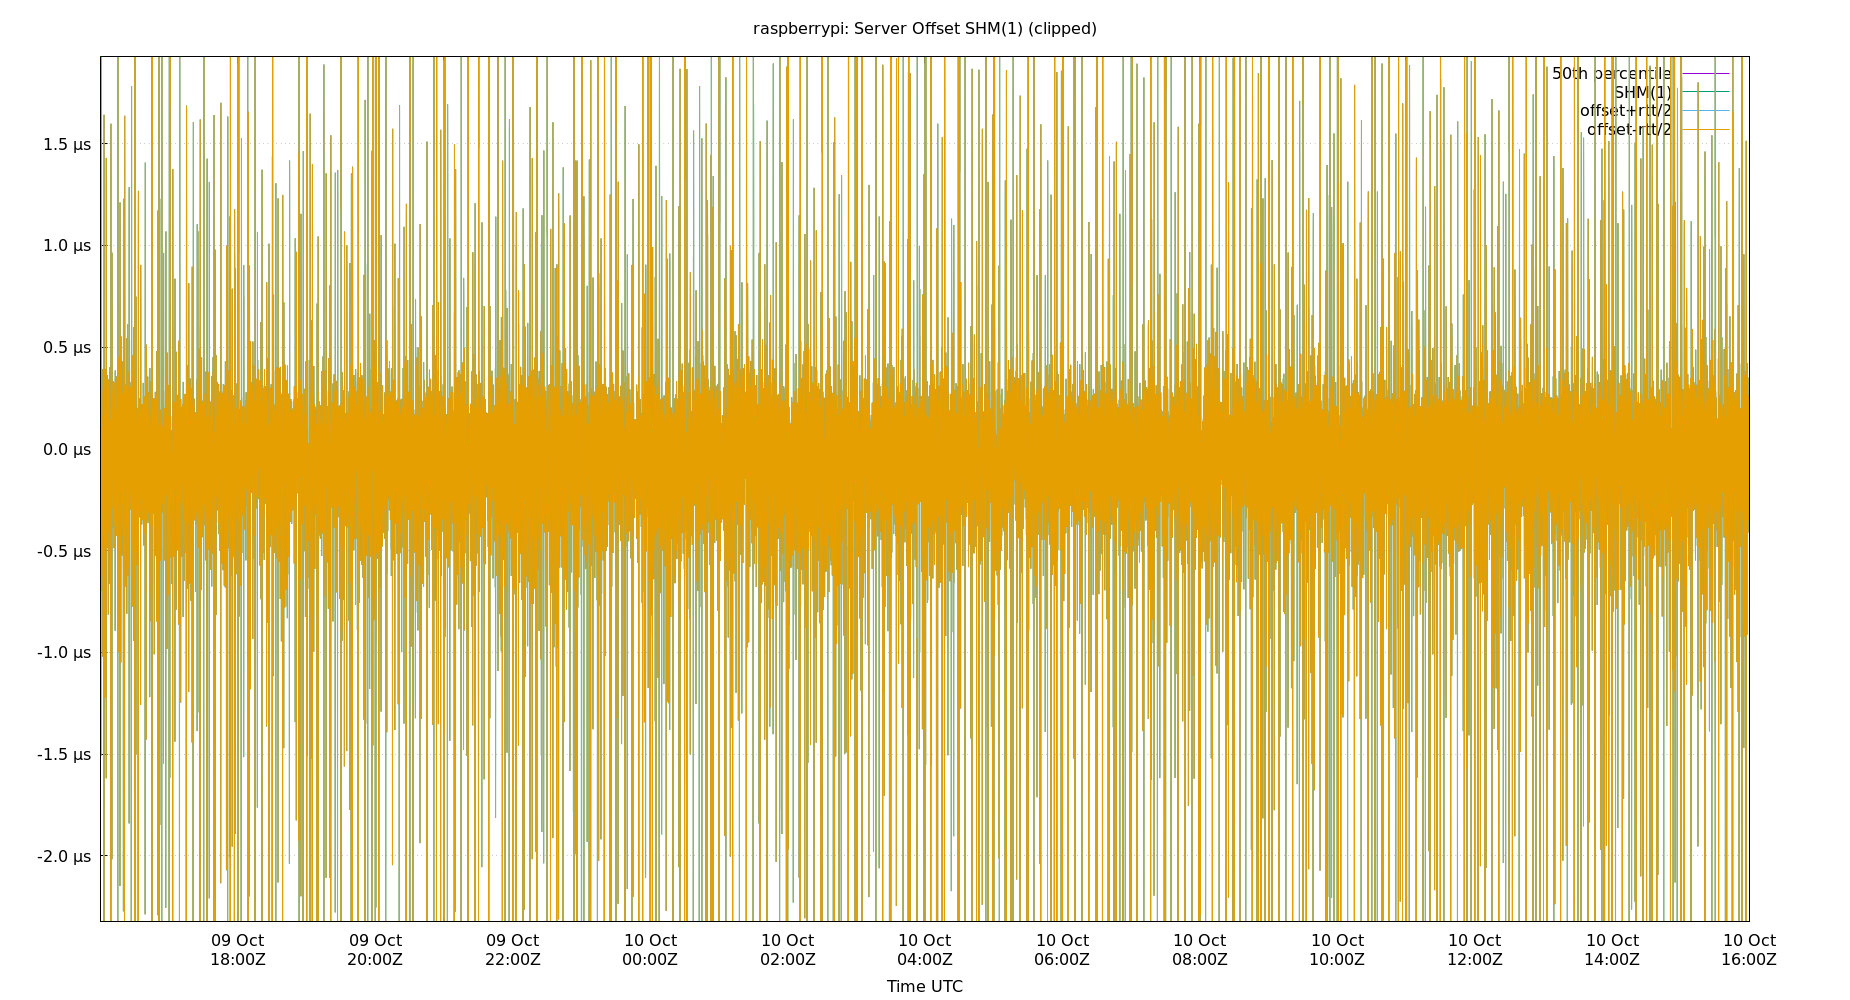 raspberrypi: Server Offset SHM(1) (clipped)
50th percentile
SHM(1)
offset+rtt/2
offset-rtt/2
1.5 µs
1.0 µs
0.5 µs
0.0 µs
-0.5 µs
-1.0 µs
-1.5 µs
-2.0 µs
09 Oct 09 Oct 09 Oct 10 Oct 10 Oct 10 Oct 10 Oct 10 Oct 10 Oct 10 Oct 10 Oct 10 Oct
18:00Z 20:00Z 22:00Z 00:00Z 02:00Z 04:00Z 06:00Z 08:00Z 10:00Z 12:00Z 14:00Z 16:00Z
Time UTC